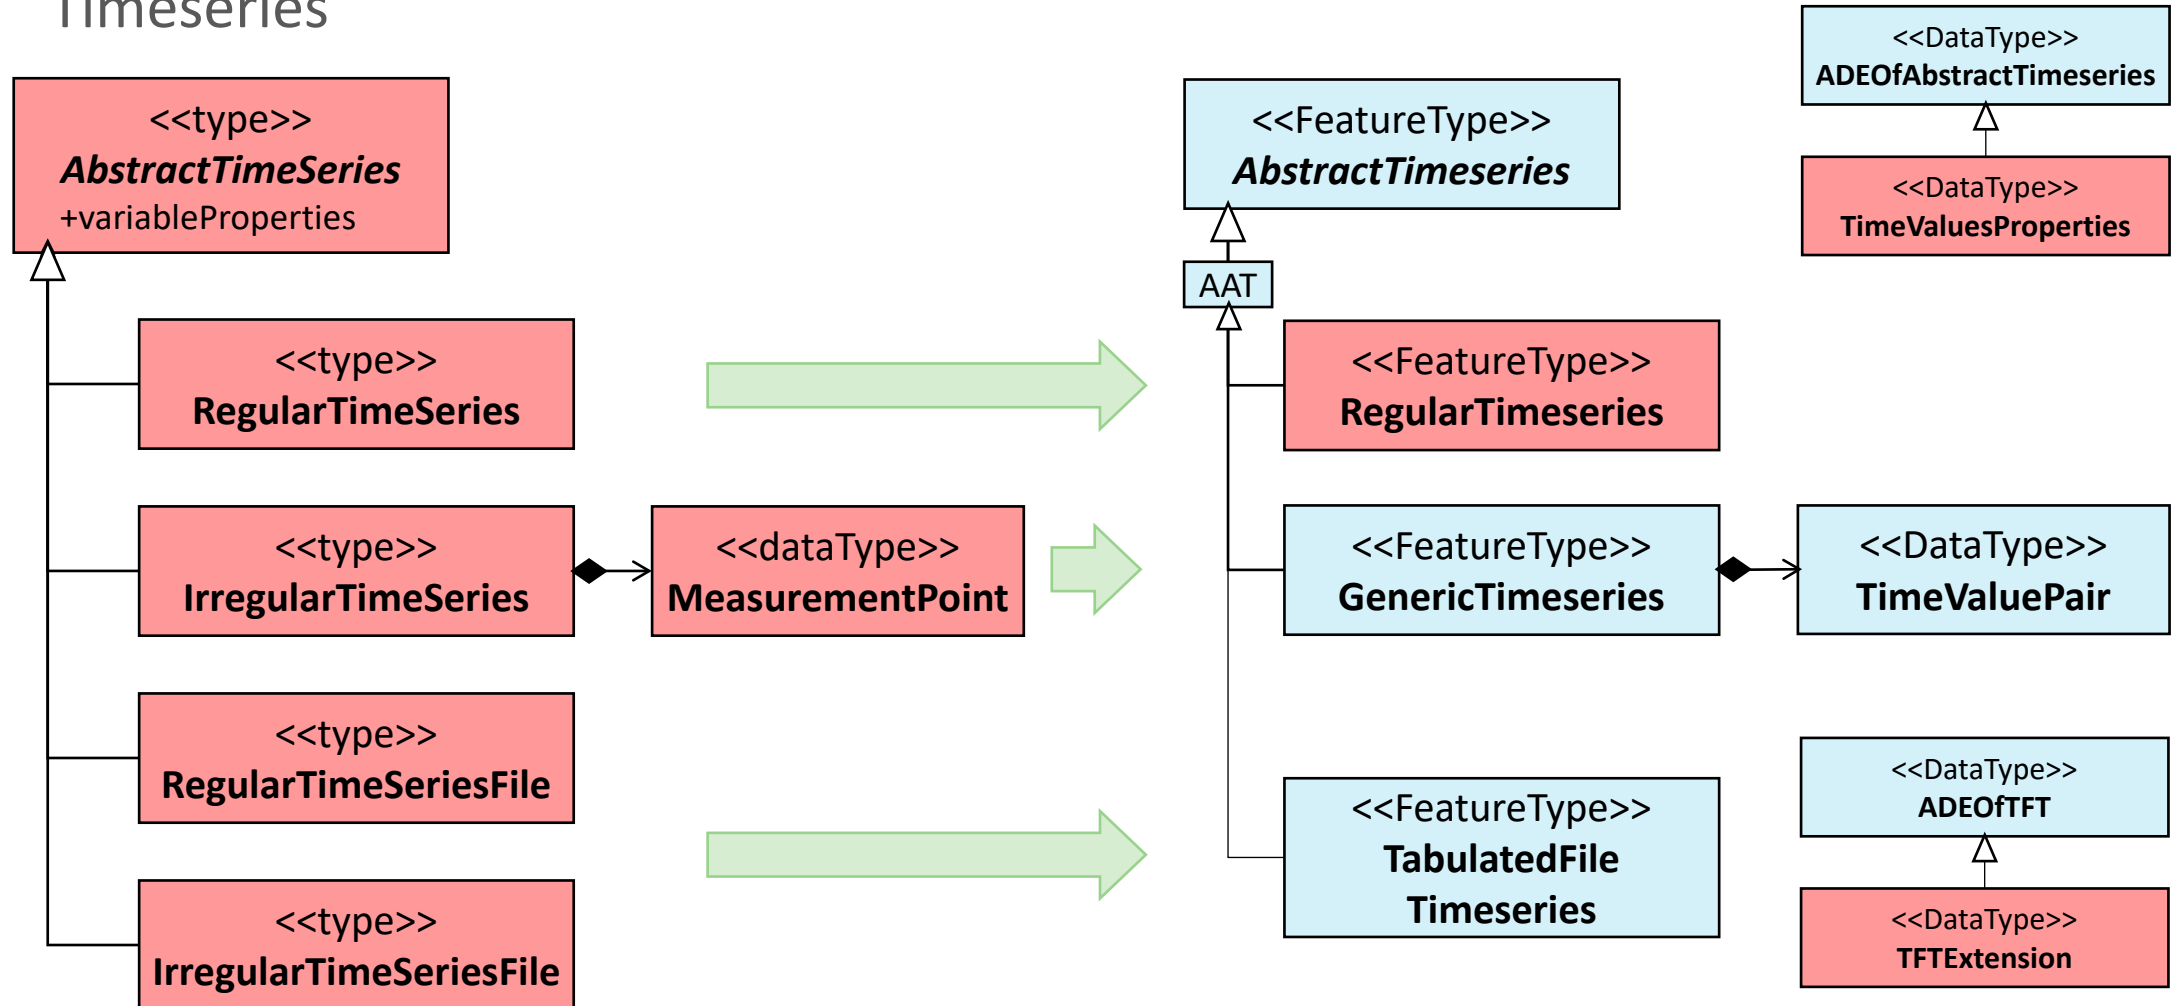 Timeseries
<<type>>
AbstractTimeSeries
+variableProperties
<<type>>
RegularTimeSeries
<<type>>
IrregularTimeSeries
<<dataType>>
MeasurementPoint
<<type>>
RegularTimeSeriesFile
<<type>>
IrregularTimeSeriesFile
<<FeatureType>>
AbstractTimeseries
AAT
<<FeatureType>>
RegularTimeseries
<<FeatureType>>
GenericTimeseries
<<DataType>>
TimeValuePair
<<FeatureType>>
TabulatedFile
Timeseries
<<DataType>>
ADEOfAbstractTimeseries
<<DataType>>
TimeValuesProperties
<<DataType>>
ADEOfTFT
<<DataType>>
TFTExtension